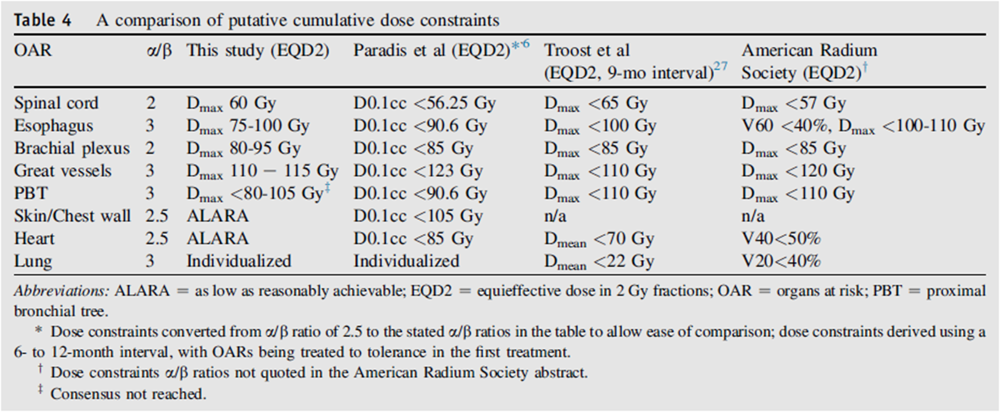 Table 4 A comparison of putative cumulative dose constraints
OAR α/β This study (EQD2) Paradis et al (EQD2)*,6 Troost et al (EQD2, 9-mo interval)27 American Radium Society (EQD2)†
Spinal cord 2 Dmax 60 Gy D0.1cc <56.25 Gy Dmax <65 Gy Dmax <57 Gy
Esophagus 3 Dmax 75-100 Gy D0.1cc <90.6 Gy Dmax <100 Gy V60 <40%, Dmax <100-110 Gy
Brachial plexus 2 Dmax 80-95 Gy D0.1cc <85 Gy Dmax <85 Gy Dmax <85 Gy
Great vessels 3 Dmax 110 – 115 Gy D0.1cc <123 Gy Dmax <110 Gy Dmax <120 Gy
PBT 3 Dmax <80-105 Gy‡ D0.1cc <90.6 Gy Dmax <110 Gy Dmax <110 Gy
Skin/Chest wall 2.5 ALARA D0.1cc <105 Gy n/a n/a
Heart 2.5 ALARA D0.1cc <85 Gy Dmean <70 Gy V40<50%
Lung 3 Individualized Individualized Dmean <22 Gy V20<40%
Abbreviations: ALARA = as low as reasonably achievable; EQD2 = equieffective dose in 2 Gy fractions; OAR = organs at risk; PBT = proximal
bronchial tree.
* Dose constraints converted from α/β ratio of 2.5 to the stated α/β ratios in the table to allow ease of comparison; dose constraints derived using a
6- to 12-month interval, with OARs being treated to tolerance in the first treatment.
† Dose constraints α/β ratios not quoted in the American Radium Society abstract.
‡ Consensus not reached.